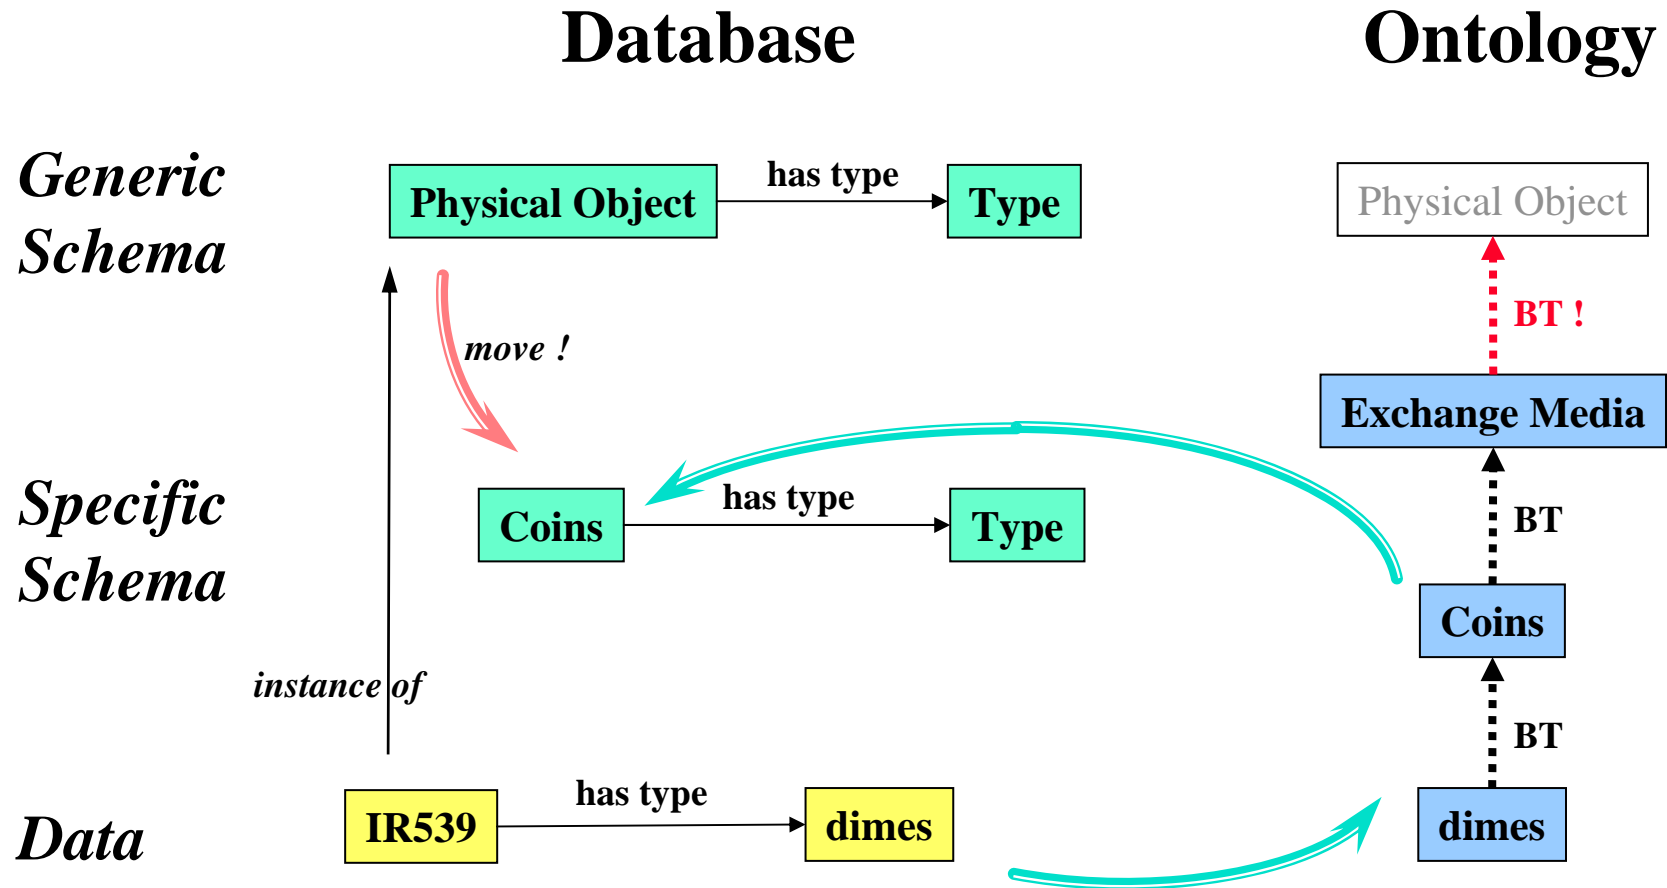 Database
Ontology
Generic
Schema
Physical Object
has type
Type
Physical Object
move !
BT !
Exchange Media
Specific
Schema
Coins
has type
Type
BT
Coins
instance of
BT
Data
IR539
has type
dimes
dimes